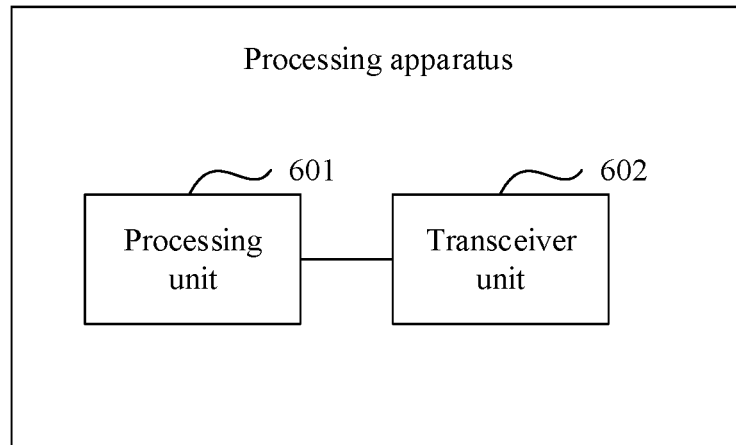 Processing apparatus
601
602
Processing
unit
Transceiver
unit